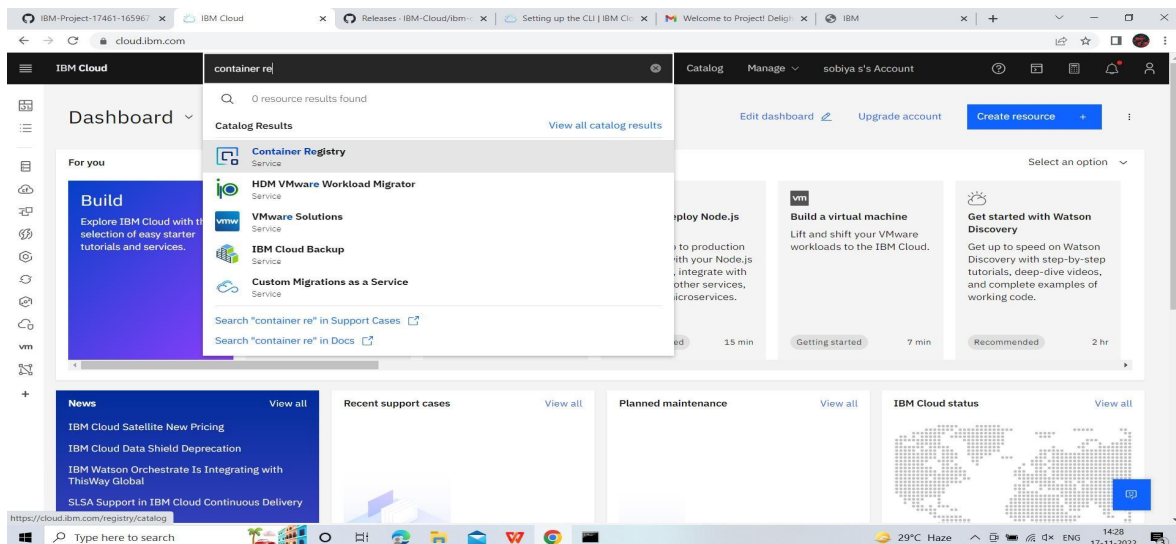 IBM-Project-17461-165967
IBM Cloud
Releases · IBM-Cloud/ibm-c
Setting up the CLI | IBM Clo
Welcome to Project! Deligh
IBM
cloud.ibm.com
IBM Cloud
container re
Catalog
Manage
sobiya s's Account
Dashboard
Edit dashboard
Upgrade account
Create resource +
0 resource results found
Catalog Results
View all catalog results
Container Registry
Service
HDM VMware Workload Migrator
Service
VMware Solutions
Service
IBM Cloud Backup
Service
Custom Migrations as a Service
Service
Search "container re" in Support Cases
Search "container re" in Docs
For you
Select an option
Build
Explore IBM Cloud with th
selection of easy starter
tutorials and services.
eploy Node.js
to production
ith your Node.js
, integrate with
other services,
icroservices.
ed
15 min
vm
Build a virtual machine
Lift and shift your VMware
workloads to the IBM Cloud.
Getting started
7 min
Get started with Watson
Discovery
Get up to speed on Watson
Discovery with step-by-step
tutorials, deep-dive videos,
and complete examples of
working code.
Recommended
2 hr
vmw
vm
News
View all
IBM Cloud Satellite New Pricing
IBM Cloud Data Shield Deprecation
IBM Watson Orchestrate Is Integrating with
ThisWay Global
SLSA Support in IBM Cloud Continuous Delivery
Recent support cases
View all
Planned maintenance
View all
IBM Cloud status
View all
https://cloud.ibm.com/registry/catalog
Type here to search
29°C Haze
ENG
14:28
17-11-2022